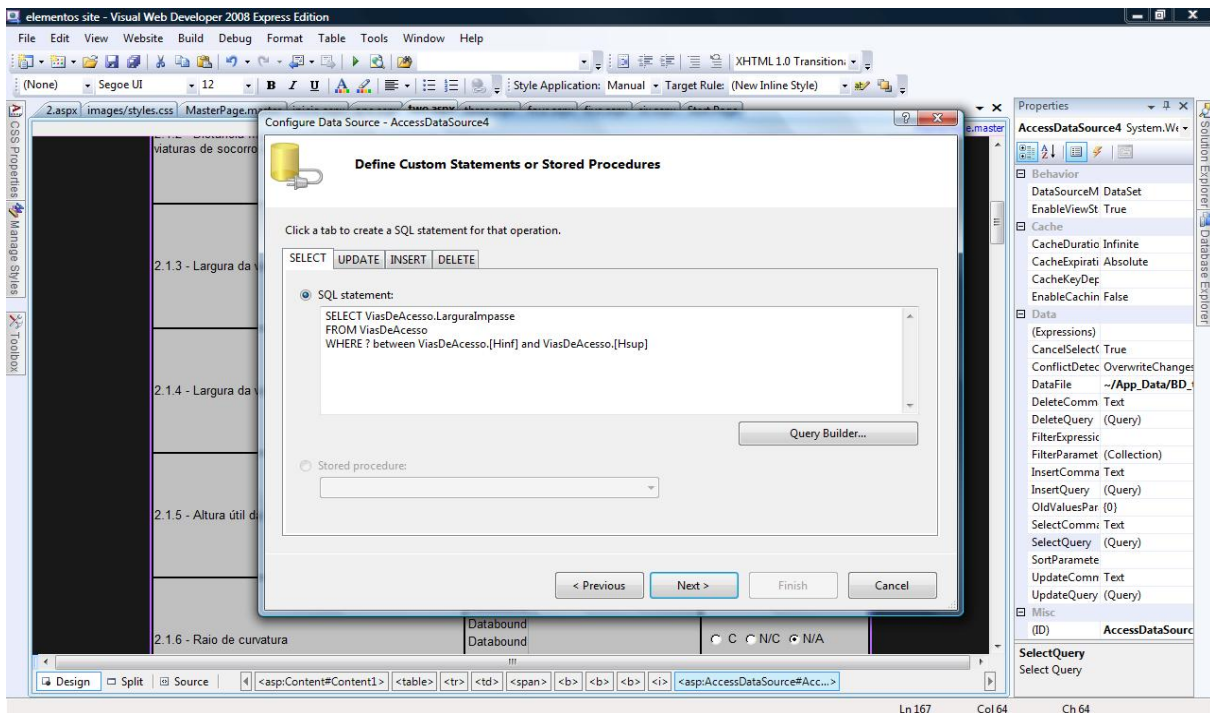 elementos site - Visual Web Developer 2008 Express Edition
File Edit View Website Build Debug Format Table Tools Window Help
XHTML 1.0 Transition:
(None) Segoe UI 12 B I U A Style Application: Manual Target Rule: (New Inline Style)
2.aspx images/styles.css MasterPage.master two.aspx Start Page
CSS Properties
Manage Styles
Toolbox
e.master
viaturas de socorro
2.1.3 - Largura da v
2.1.4 - Largura da v
2.1.5 - Altura útil da
2.1.6 - Raio de curvatura
Databound
Databound
C N/C N/A
Configure Data Source - AccessDataSource4
Define Custom Statements or Stored Procedures
Click a tab to create a SQL statement for that operation.
SELECT UPDATE INSERT DELETE
SQL statement:
SELECT ViasDeAcesso.LarguraImpasse
FROM ViasDeAcesso
WHERE ? between ViasDeAcesso.[Hinf] and ViasDeAcesso.[Hsup]
Query Builder...
Stored procedure:
< Previous Next > Finish Cancel
Design Split Source <asp:Content#Content1> <table> <tr> <td> <span> <b> <b> <b> <i> <asp:AccessDataSource#Acc...>
Ln 167 Col 64 Ch 64
Properties
AccessDataSource4 System.We
Behavior
DataSourceM DataSet
EnableViewSt True
Cache
CacheDuratio Infinite
CacheExpirati Absolute
CacheKeyDep
EnableCachin False
Data
(Expressions)
CancelSelectO True
ConflictDetec OverwriteChanges
DataFile ~/App_Data/BD_
DeleteComm Text
DeleteQuery (Query)
FilterExpressic
FilterParamet (Collection)
InsertComma Text
InsertQuery (Query)
OldValuesPar {0}
SelectComma Text
SelectQuery (Query)
SortParamete
UpdateComm Text
UpdateQuery (Query)
Misc
(ID) AccessDataSourc
SelectQuery
Select Query
Solution Explorer
Database Explorer